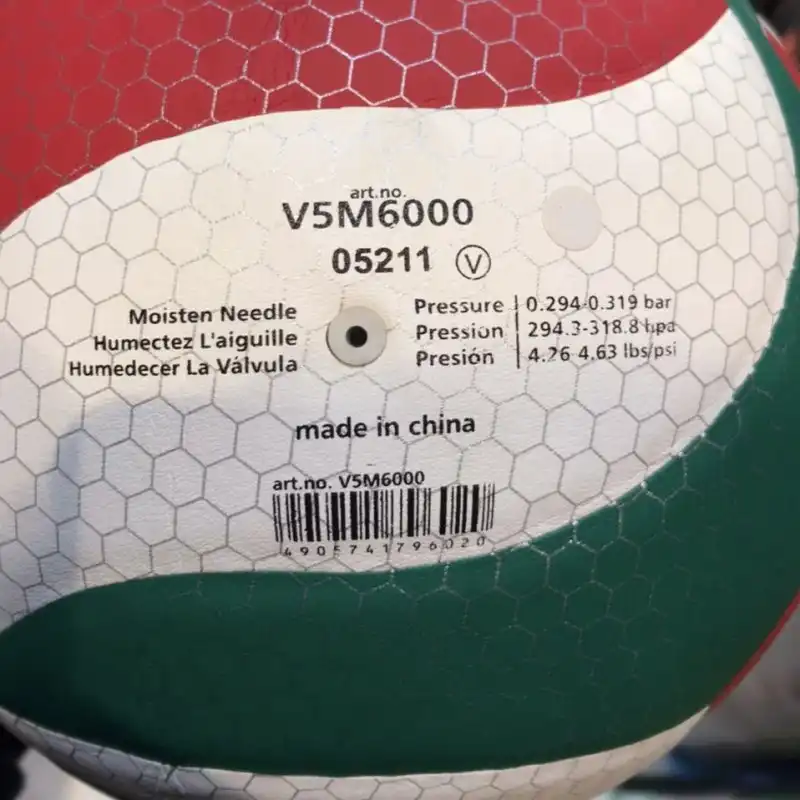 art.no.
V5M6000
05211 V
Moisten Needle
Humectez L'aiguille
Humedecer La Válvula
Pressure 0.294-0.319 bar
Pression 294.3-318.8 hpa
Presión 4.26-4.63 lbs/psi
made in china
art.no. V5M6000
4905741796020